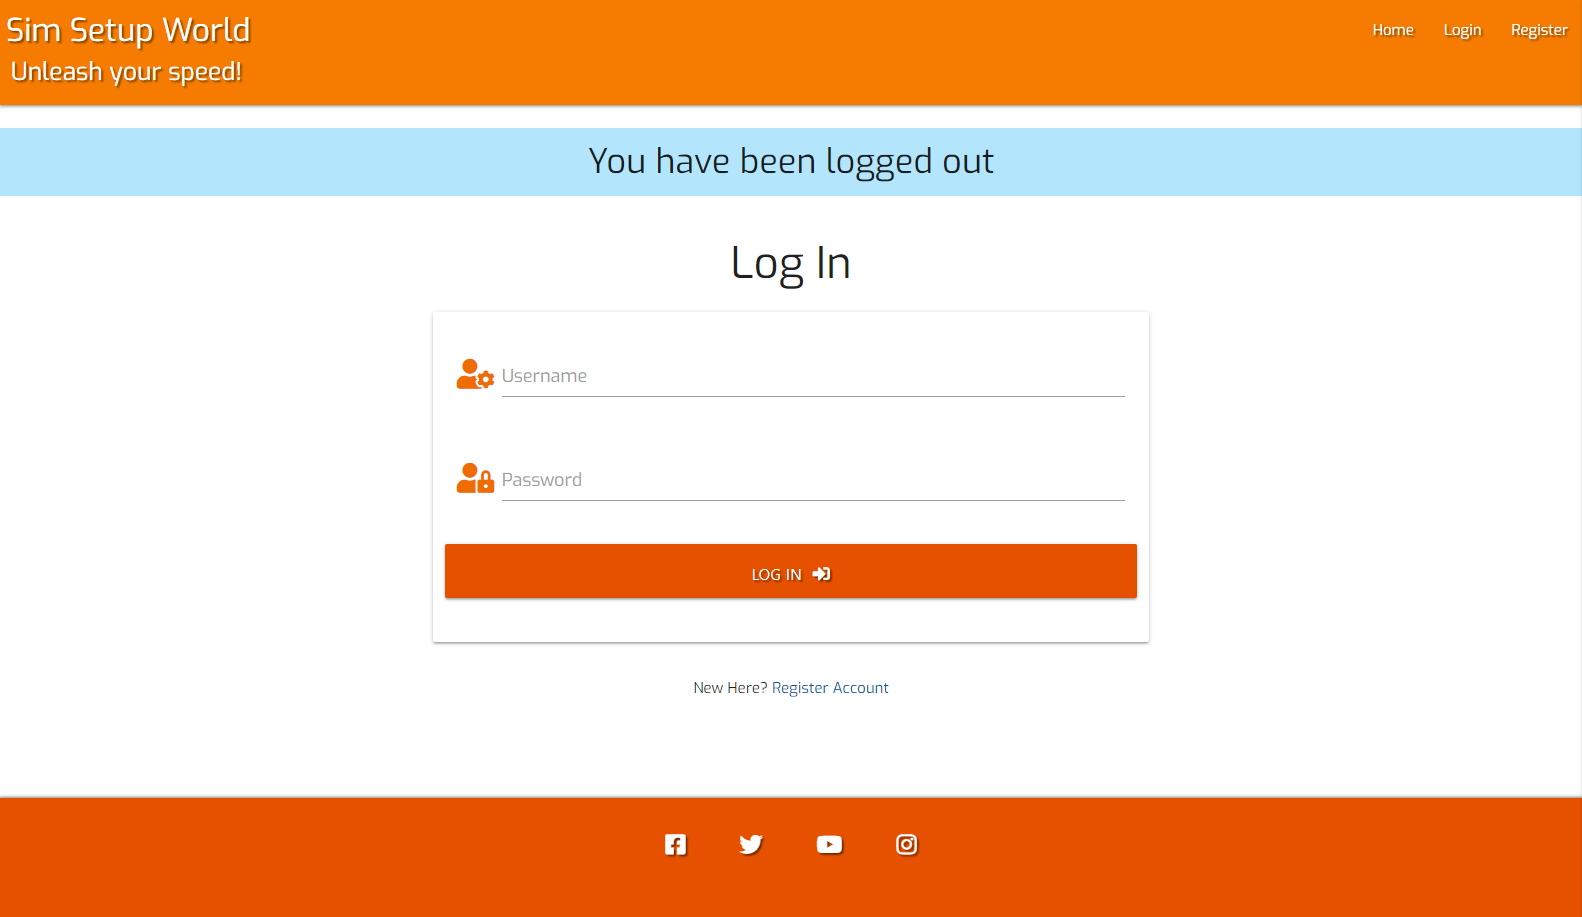 Sim Setup World
Home Login Register
Unleash your speed!
You have been logged out
Log In
Username
Password
LOG IN
New Here? Register Account